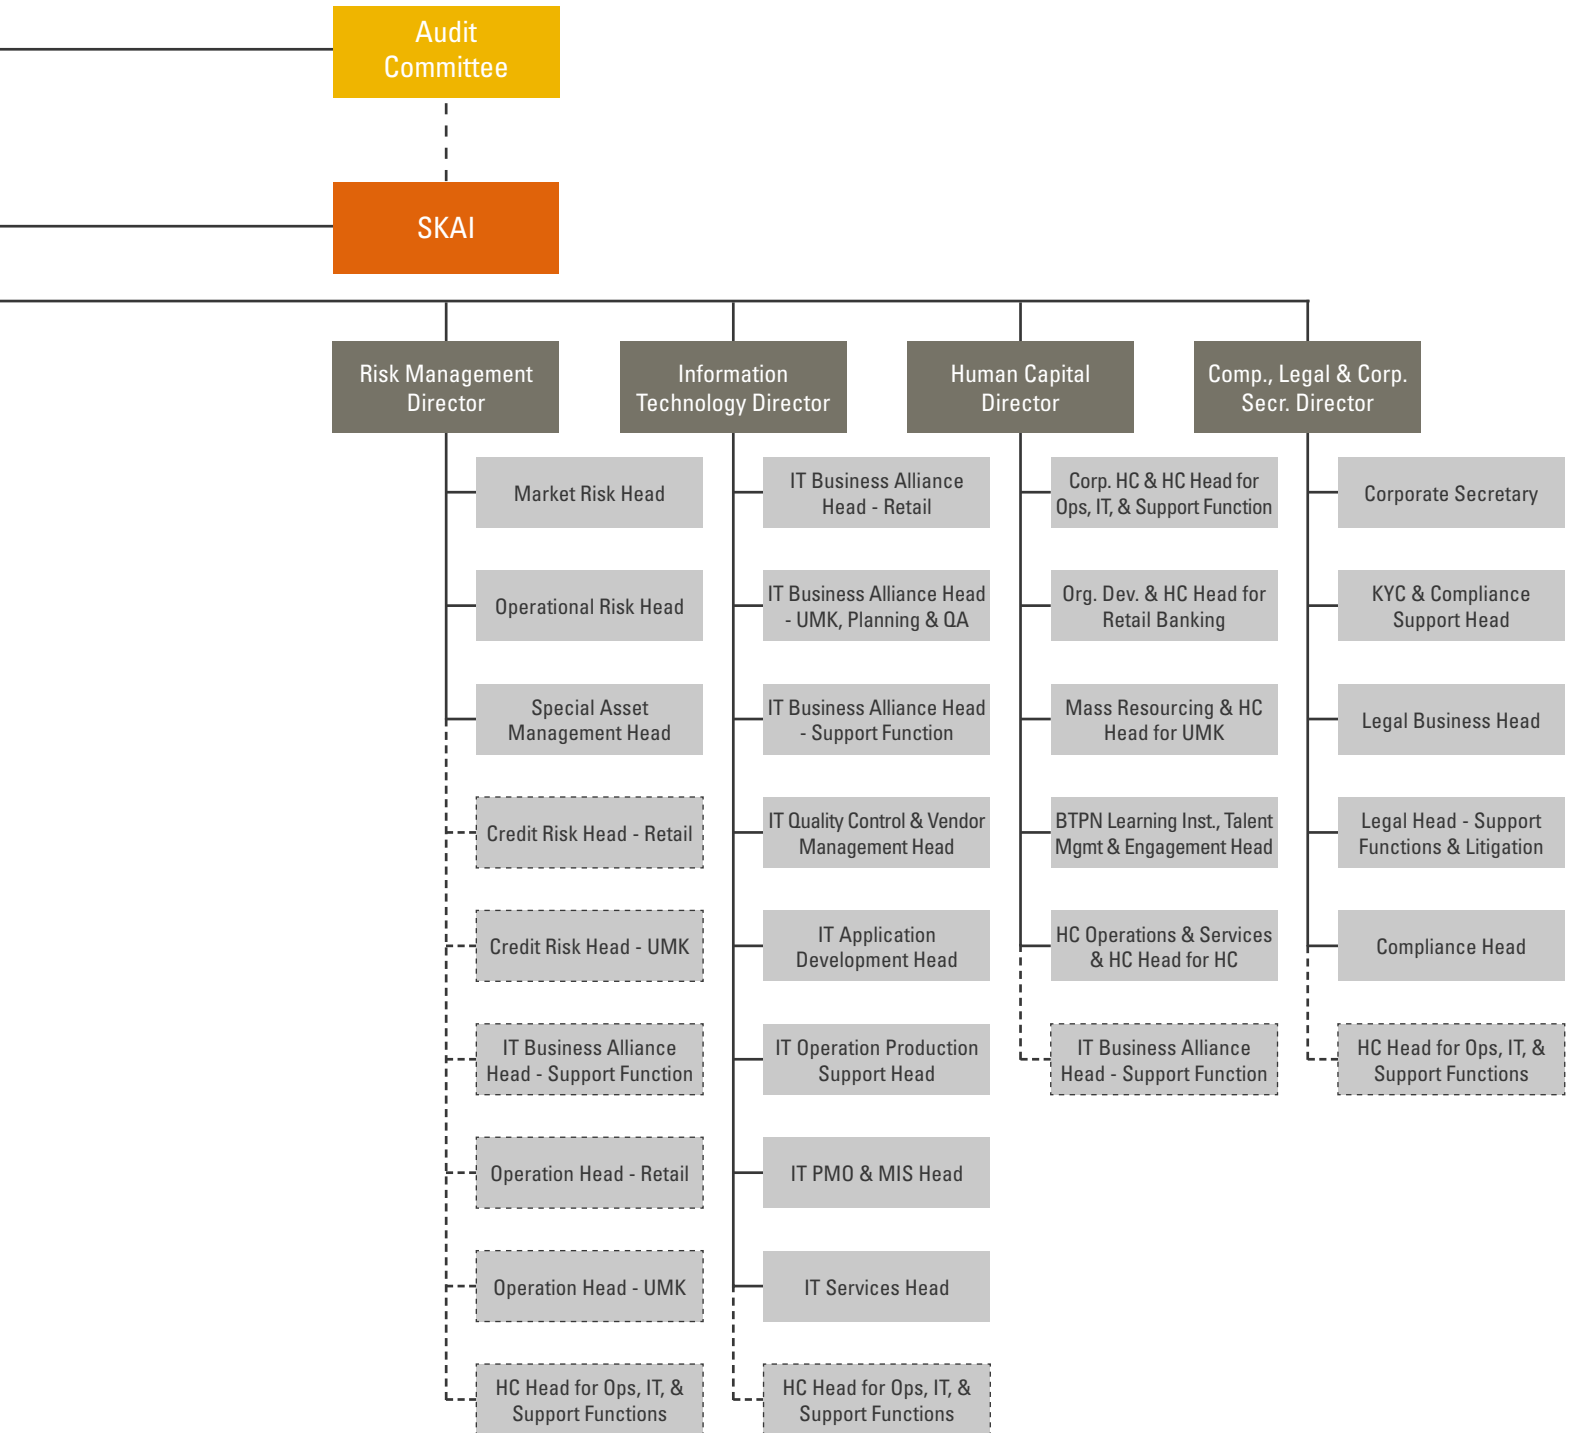 Audit
Committee
SKAI
Risk Management
Director
Market Risk Head
Operational Risk Head
Special Asset
Management Head
Credit Risk Head - Retail
Credit Risk Head - UMK
IT Business Alliance
Head - Support Function
Operation Head - Retail
Operation Head - UMK
HC Head for Ops, IT, &
Support Functions
Information
Technology Director
IT Business Alliance
Head - Retail
IT Business Alliance Head
- UMK, Planning & QA
IT Business Alliance Head
- Support Function
IT Quality Control & Vendor
Management Head
IT Application
Development Head
IT Operation Production
Support Head
IT PMO & MIS Head
IT Services Head
HC Head for Ops, IT, &
Support Functions
Human Capital
Director
Corp. HC & HC Head for
Ops, IT, & Support Function
Org. Dev. & HC Head for
Retail Banking
Mass Resourcing & HC
Head for UMK
BTPN Learning Inst., Talent
Mgmt & Engagement Head
HC Operations & Services
& HC Head for HC
IT Business Alliance
Head - Support Function
Comp., Legal & Corp.
Secr. Director
Corporate Secretary
KYC & Compliance
Support Head
Legal Business Head
Legal Head - Support
Functions & Litigation
Compliance Head
HC Head for Ops, IT, &
Support Functions